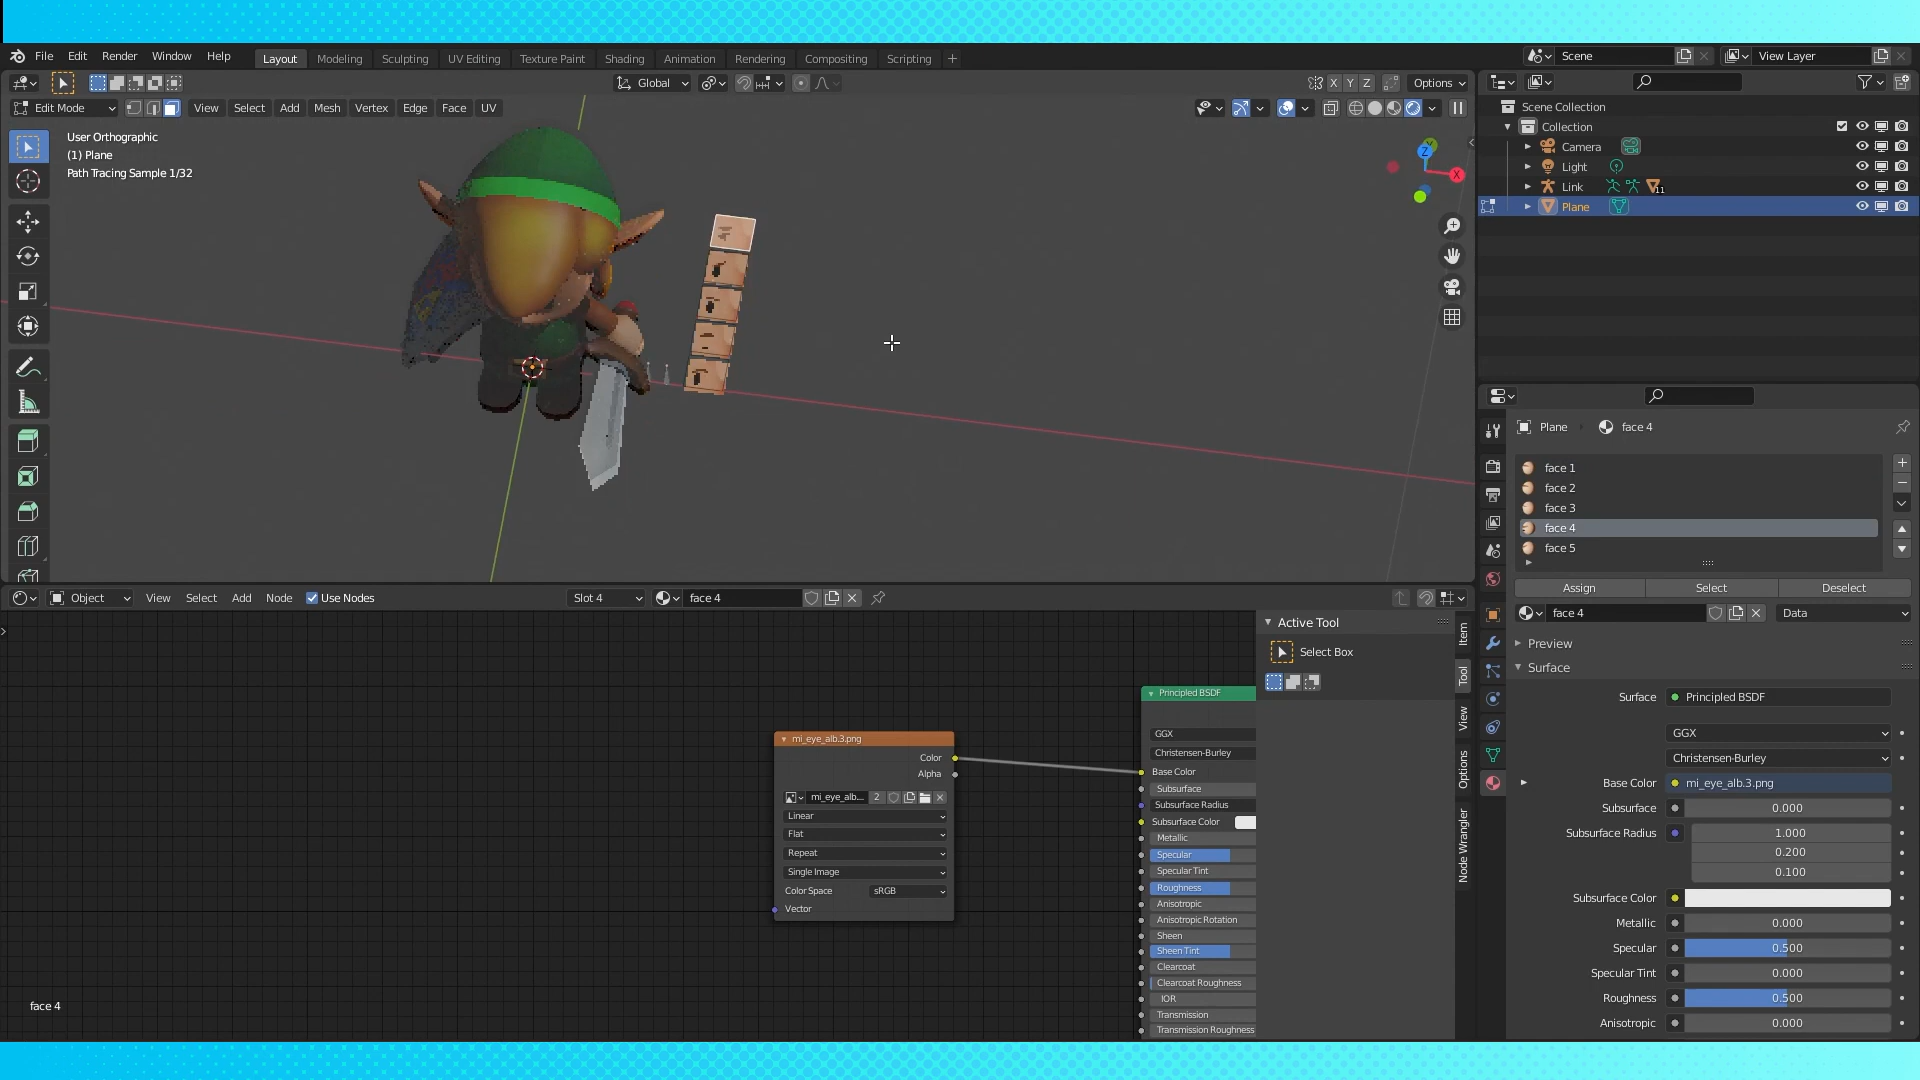 File Edit Render Window Help Layout Modeling Sculpting UV Editing Texture Paint Shading Animation Rendering Compositing Scripting + Scene View Layer
Global X Y Z Options
Edit Mode View Select Add Mesh Vertex Edge Face UV
User Orthographic
(1) Plane
Path Tracing Sample 1/32
Z
X
Scene Collection
Collection
Camera
Light
Link 11
Plane
Plane face 4
face 1
face 2
face 3
face 4
face 5
Assign Select Deselect
face 4 Data
Preview
Surface
Surface Principled BSDF
GGX
Christensen-Burley
Base Color mi_eye_alb.3.png
Subsurface 0.000
Subsurface Radius 1.000
0.200
0.100
Subsurface Color
Metallic 0.000
Specular 0.500
Specular Tint 0.000
Roughness 0.500
Anisotropic 0.000
Object View Select Add Node Use Nodes Slot 4 face 4
Active Tool
Select Box
Item
Tool
View
Options
Node Wrangler
mi_eye_alb.3.png
Color
Alpha
mi_eye_alb... 2
Linear
Flat
Repeat
Single Image
Color Space sRGB
Vector
Principled BSDF
GGX
Christensen-Burley
Base Color
Subsurface
Subsurface Radius
Subsurface Color
Metallic
Specular
Specular Tint
Roughness
Anisotropic
Anisotropic Rotation
Sheen
Sheen Tint
Clearcoat
Clearcoat Roughness
IOR
Transmission
Transmission Roughness
face 4